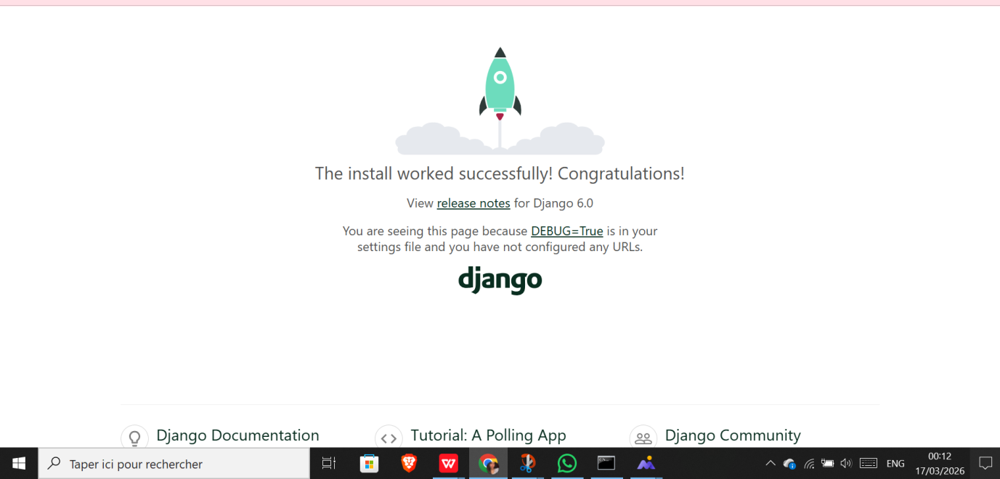 The install worked successfully! Congratulations!
View release notes for Django 6.0
You are seeing this page because DEBUG=True is in your
settings file and you have not configured any URLs.
django
Django Documentation
Tutorial: A Polling App
Django Community
Taper ici pour rechercher
ENG
00:12
17/03/2026